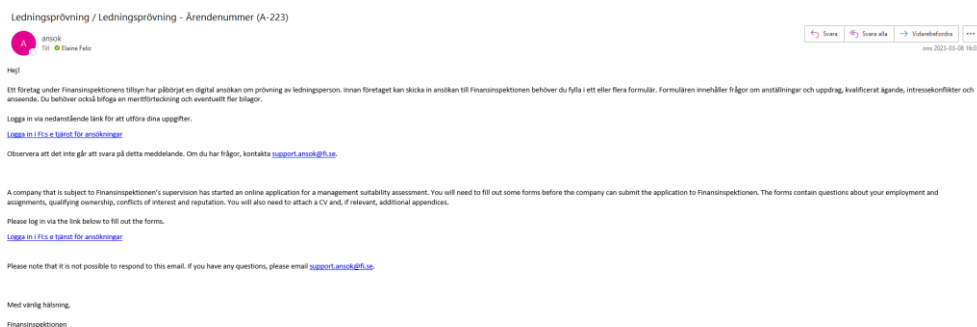 Ledningsprövning / Ledningsprövning - Ärendenummer (A-223)
A
ansok
Till Elaine Feliz
Svara
Svara alla
Vidarebefordra
ons 2023-03-08 16:0
Hej!
Ett företag under Finansinspektionens tillsyn har påbörjat en digital ansökan om prövning av ledningsperson. Innan företaget kan skicka in ansökan till Finansinspektionen behöver du fylla i ett eller flera formulär. Formulären innehåller frågor om anställningar och uppdrag, kvalificerat ägande, intressekonflikter och
anseende. Du behöver också bifoga en meritförteckning och eventuellt fler bilagor.
Logga in via nedanstående länk för att utföra dina uppgifter.
Logga in i FI:s e tjänst för ansökningar
Observera att det inte går att svara på detta meddelande. Om du har frågor, kontakta support.ansok@fi.se.
A company that is subject to Finansinspektionen's supervision has started an online application for a management suitability assessment. You will need to fill out some forms before the company can submit the application to Finansinspektionen. The forms contain questions about your employment and
assignments, qualifying ownership, conflicts of interest and reputation. You will also need to attach a CV and, if relevant, additional appendices.
Please log in via the link below to fill out the forms.
Logga in i FI:s e tjänst för ansökningar
Please note that it is not possible to respond to this email. If you have any questions, please email support.ansok@fi.se.
Med vänlig hälsning,
Finansinspektionen